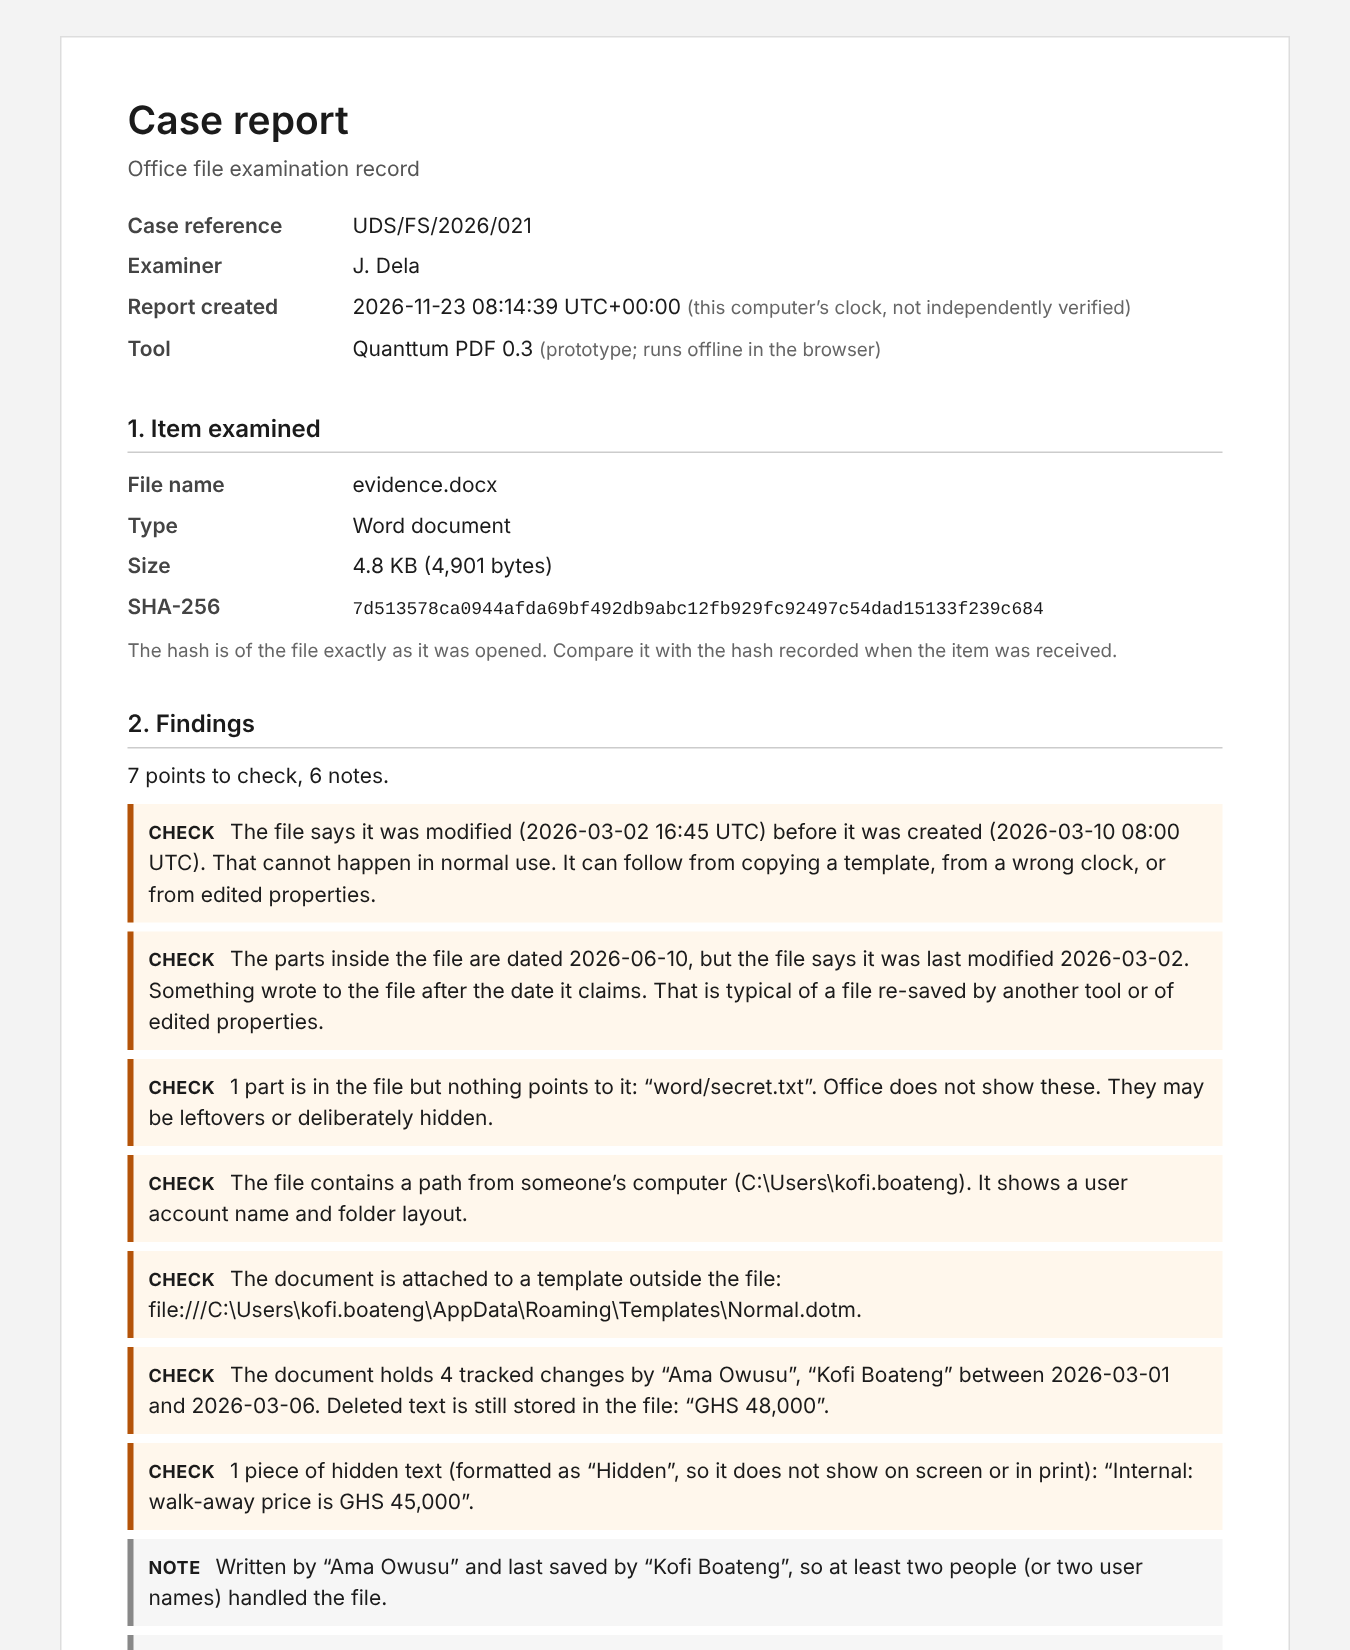 Case report
Office file examination record
Case reference UDS/FS/2026/021
Examiner J. Dela
Report created 2026-11-23 08:14:39 UTC+00:00 (this computer’s clock, not independently verified)
Tool Quanttum PDF 0.3 (prototype; runs offline in the browser)
1. Item examined
File name evidence.docx
Type Word document
Size 4.8 KB (4,901 bytes)
SHA-256 7d513578ca0944afda69bf492db9abc12fb929fc92497c54dad15133f239c684
The hash is of the file exactly as it was opened. Compare it with the hash recorded when the item was received.
2. Findings
7 points to check, 6 notes.
CHECK The file says it was modified (2026-03-02 16:45 UTC) before it was created (2026-03-10 08:00
UTC). That cannot happen in normal use. It can follow from copying a template, from a wrong clock, or
from edited properties.
CHECK The parts inside the file are dated 2026-06-10, but the file says it was last modified 2026-03-02.
Something wrote to the file after the date it claims. That is typical of a file re-saved by another tool or of
edited properties.
CHECK 1 part is in the file but nothing points to it: “word/secret.txt”. Office does not show these. They may
be leftovers or deliberately hidden.
CHECK The file contains a path from someone’s computer (C:\Users\kofi.boateng). It shows a user
account name and folder layout.
CHECK The document is attached to a template outside the file:
file:///C:\Users\kofi.boateng\AppData\Roaming\Templates\Normal.dotm.
CHECK The document holds 4 tracked changes by “Ama Owusu”, “Kofi Boateng” between 2026-03-01
and 2026-03-06. Deleted text is still stored in the file: “GHS 48,000”.
CHECK 1 piece of hidden text (formatted as “Hidden”, so it does not show on screen or in print): “Internal:
walk-away price is GHS 45,000”.
NOTE Written by “Ama Owusu” and last saved by “Kofi Boateng”, so at least two people (or two user
names) handled the file.